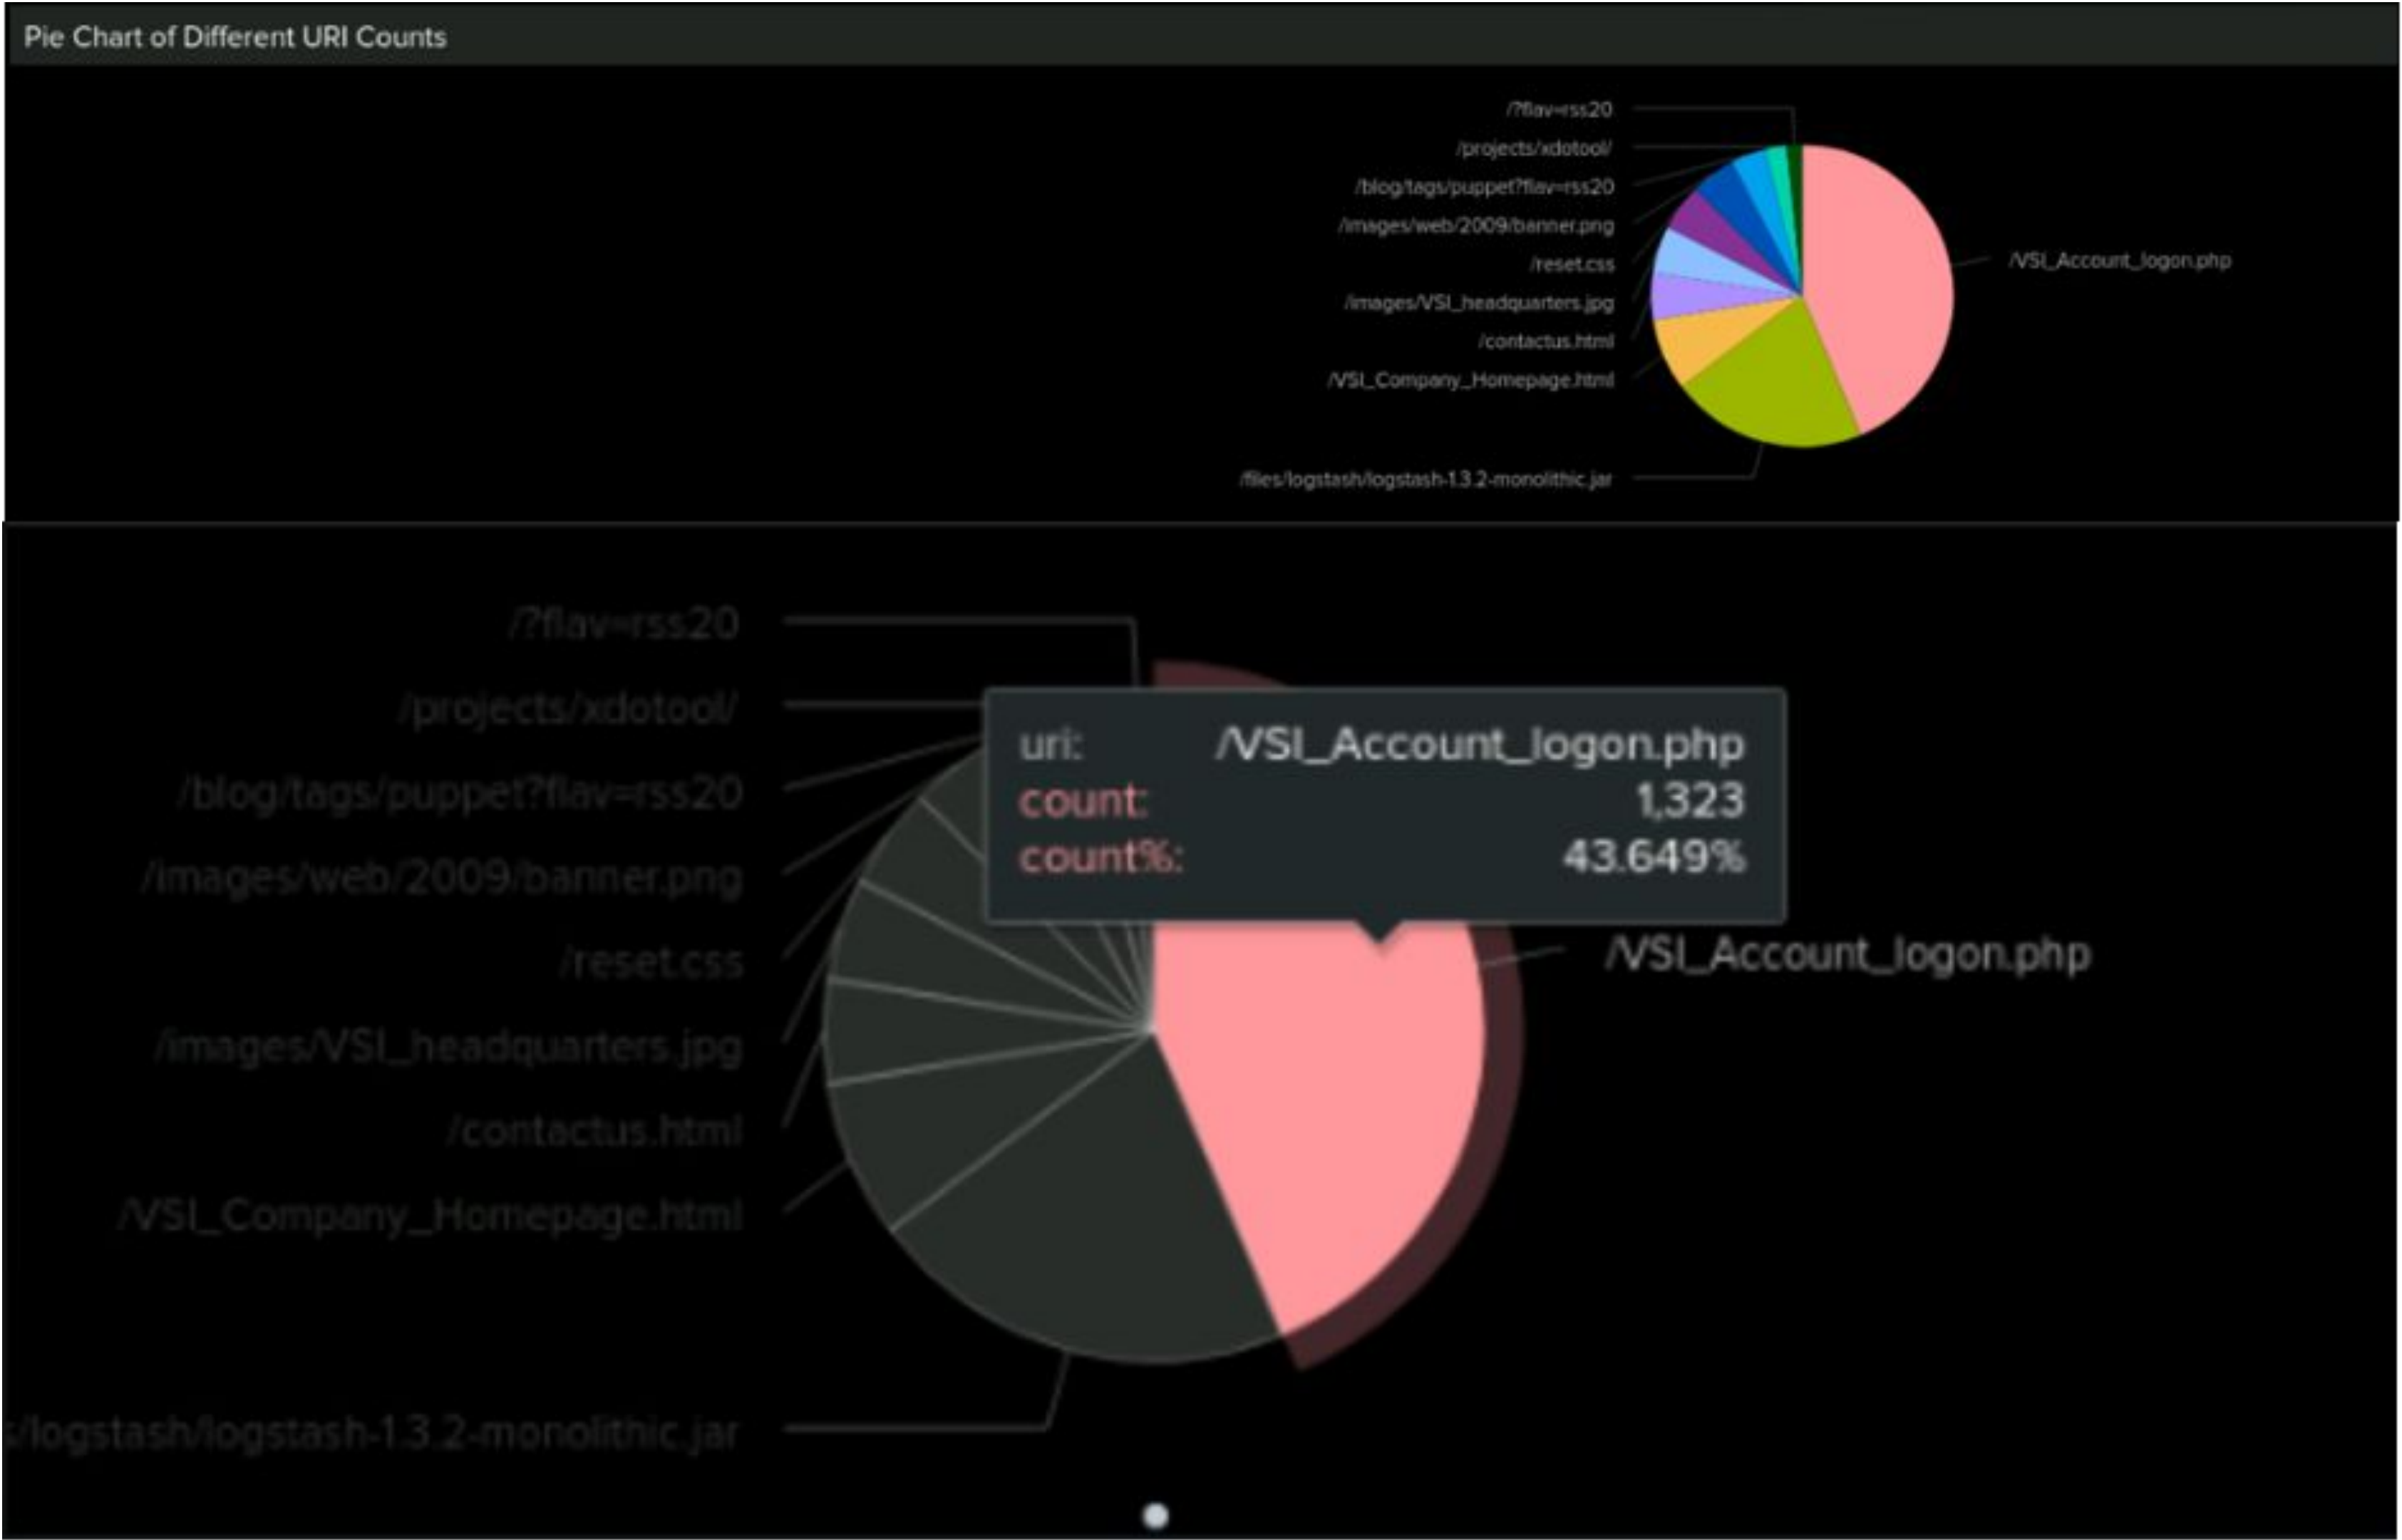 Pie Chart of Different URI Counts
/?flav=rss20
/projects/xdotool/
/blog/tags/puppet?flav=rss20
/images/web/2009/banner.png
/reset.css
/VSI_Account_logon.php
/images/VSI_headquarters.jpg
/contactus.html
/VSI_Company_Homepage.html
/files/logstash/logstash-1.3.2-monolithic.jar
/?flav=rss20
/projects/xdotool/
uri: /VSI_Account_logon.php
/blog/tags/puppet?flav=rss20
count: 1,323
count%: 43.649%
/images/web/2009/banner.png
/reset.css
/VSI_Account_logon.php
/images/VSI_headquarters.jpg
/contactus.html
/VSI_Company_Homepage.html
s/logstash/logstash-1.3.2-monolithic.jar